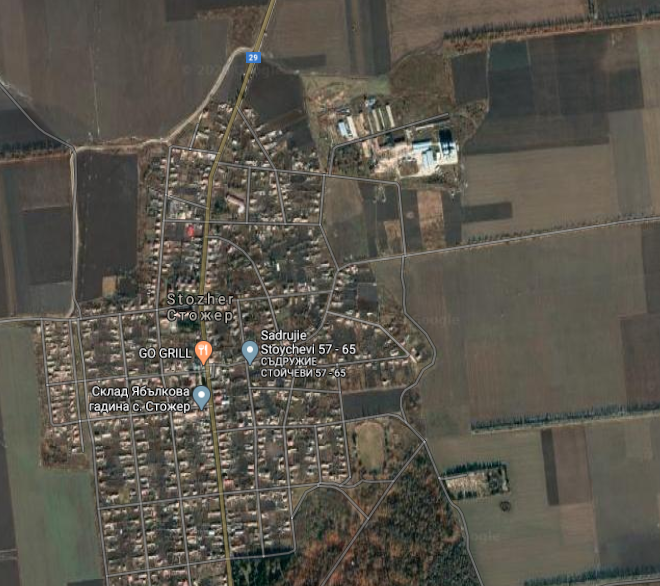 29
Stozher
Стожер
GO GRILL
Sadrujie
Stoychevi 57 - 65
СЪДРУЖИЕ
СТОЙЧЕВИ 57 - 65
Склад Ябълкова
гадина с. Стожер